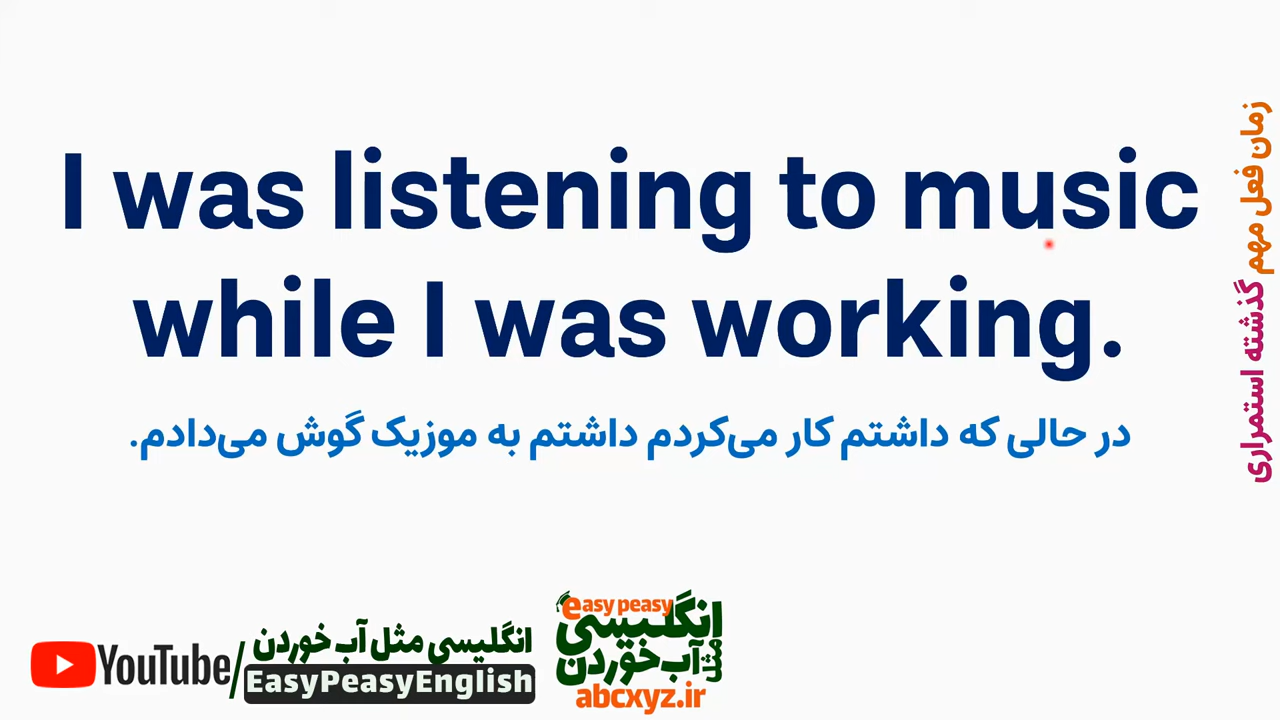 I was listening to music
while I was working.
در حالی که داشتم کار می‌کردم داشتم به موزیک گوش می‌دادم.
زمان فعل مهم گذشته استمراری
YouTube/
انگلیسی مثل آب خوردن
EasyPeasyEnglish
easy peasy
انگلیسی
مثل
آب خوردن
abcxyz.ir